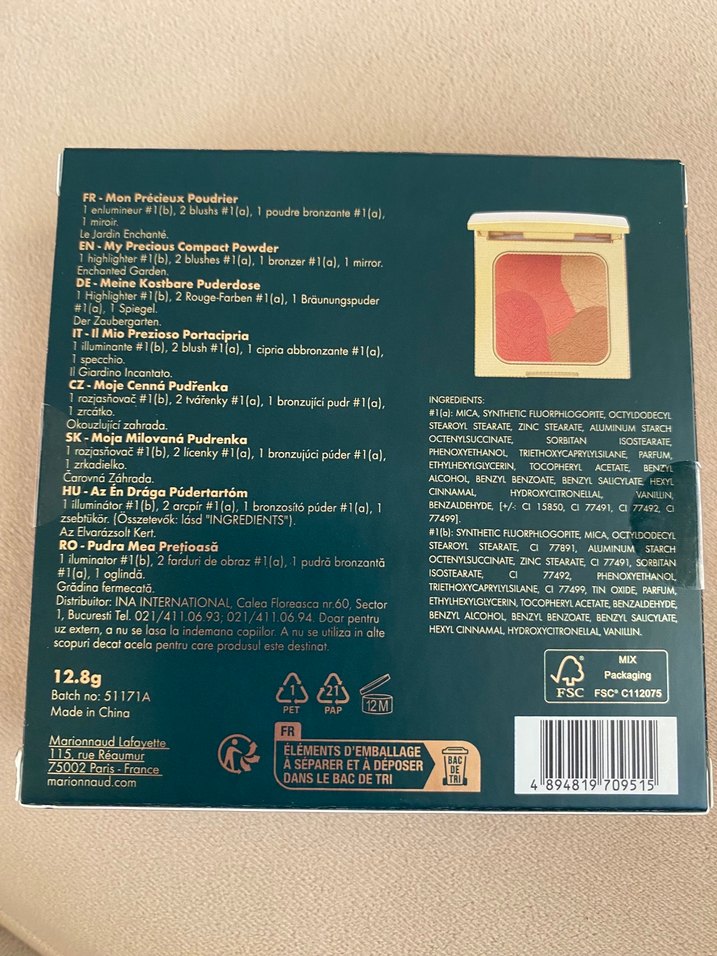 FR - Mon Précieux Poudrier
1 enlumineur #1(b), 2 blushs #1(a), 1 poudre bronzante #1(a),
1 miroir.
Le Jardin Enchanté.
EN - My Precious Compact Powder
1 highlighter #1(b), 2 blushes #1(a), 1 bronzer #1(a), 1 mirror.
Enchanted Garden.
DE - Meine Kostbare Puderdose
1 Highlighter #1(b), 2 Rouge-Farben #1(a), 1 Bräunungspuder
#1(a), 1 Spiegel.
Der Zaubergarten.
IT - Il Mio Prezioso Portacipria
1 illuminante #1(b), 2 blush #1(a), 1 cipria abbronzante #1(a),
1 specchio.
Il Giardino Incantato.
CZ - Moje Cenná Pudřenka
1 rozjasňovač #1(b), 2 tvářenky #1(a), 1 bronzující pudr #1(a),
1 zrcátko.
Okouzlující zahrada.
SK - Moja Milovaná Pudrenka
1 rozjasňovač #1(b), 2 lícenky #1(a), 1 bronzujúci púder #1(a),
1 zrkadielko.
Čarovná Záhrada.
HU - Az Én Drága Púdertartóm
1 illuminátor #1(b), 2 arcpír #1(a), 1 bronzosító púder #1(a), 1
zsebtükör. (Összetevők: lásd "INGREDIENTS").
Az Elvarázsolt Kert.
RO - Pudra Mea Prețioasă
1 iluminator #1(b), 2 farduri de obraz #1(a), 1 pudră bronzantă
#1(a), 1 oglindă.
Grădina fermecată.
Distribuitor: INA INTERNATIONAL, Calea Floreasca nr.60, Sector
1, Bucuresti Tel. 021/411.06.93; 021/411.06.94. Doar pentru
uz extern, a nu se lasa la indemana copiilor. A nu se utiliza in alte
scopuri decat acela pentru care produsul este destinat.
12.8g
Batch no: 51171A
Made in China
Marionnaud Lafayette
115, rue Réaumur
75002 Paris - France
marionnaud.com
1
PET
21
PAP
12 M
FR
ÉLÉMENTS D'EMBALLAGE
À SÉPARER ET À DÉPOSER
DANS LE BAC DE TRI
BAC
DE
TRI
INGREDIENTS:
#1(a): MICA, SYNTHETIC FLUORPHLOGOPITE, OCTYLDODECYL
STEAROYL STEARATE, ZINC STEARATE, ALUMINUM STARCH
OCTENYLSUCCINATE, SORBITAN ISOSTEARATE,
PHENOXYETHANOL, TRIETHOXYCAPRYLYLSILANE, PARFUM,
ETHYLHEXYLGLYCERIN, TOCOPHERYL ACETATE, BENZYL
ALCOHOL, BENZYL BENZOATE, BENZYL SALICYLATE, HEXYL
CINNAMAL, HYDROXYCITRONELLAL, VANILLIN,
BENZALDEHYDE, [+/-: CI 15850, CI 77491, CI 77492, CI
77499].
#1(b): SYNTHETIC FLUORPHLOGOPITE, MICA, OCTYLDODECYL
STEAROYL STEARATE, CI 77891, ALUMINUM STARCH
OCTENYLSUCCINATE, ZINC STEARATE, CI 77491, SORBITAN
ISOSTEARATE, CI 77492, PHENOXYETHANOL,
TRIETHOXYCAPRYLYLSILANE, CI 77499, TIN OXIDE, PARFUM,
ETHYLHEXYLGLYCERIN, TOCOPHERYL ACETATE, BENZALDEHYDE,
BENZYL ALCOHOL, BENZYL BENZOATE, BENZYL SALICYLATE,
HEXYL CINNAMAL, HYDROXYCITRONELLAL, VANILLIN.
FSC
MIX
Packaging
FSC® C112075
4 894819 709515